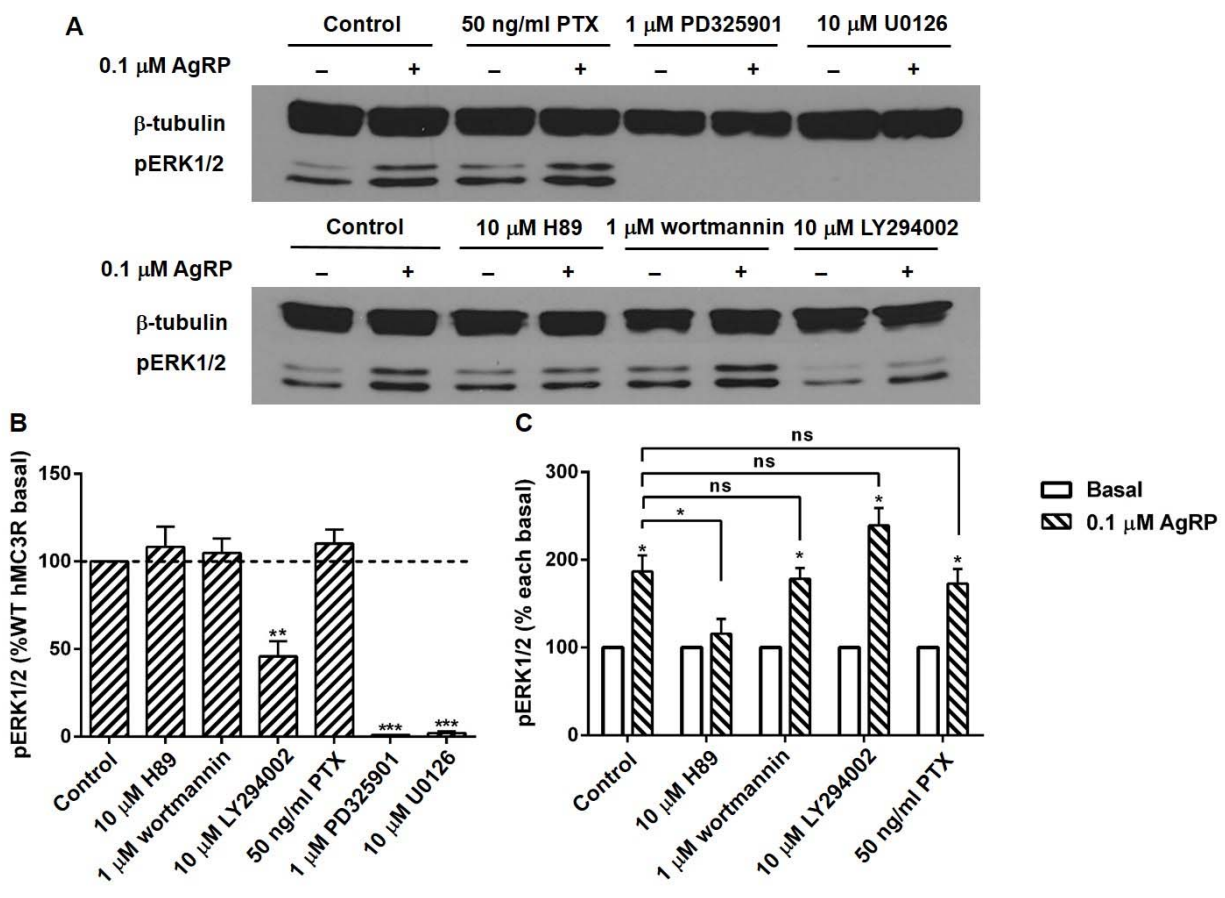 A
Control 50 ng/ml PTX 1 μM PD325901 10 μM U0126
0.1 μM AgRP – + – + – + – +
β-tubulin
pERK1/2
Control 10 μM H89 1 μM wortmannin 10 μM LY294002
0.1 μM AgRP – + – + – + – +
β-tubulin
pERK1/2
B
pERK1/2 (%WT hMC3R basal)
150
100
50
0
**
***
***
Control
10 μM H89
1 μM wortmannin
10 μM LY294002
50 ng/ml PTX
1 μM PD325901
10 μM U0126
C
pERK1/2 (% each basal)
300
200
100
0
ns
ns
ns
*
*
*
*
*
Control
10 μM H89
1 μM wortmannin
10 μM LY294002
50 ng/ml PTX
Basal
0.1 μM AgRP